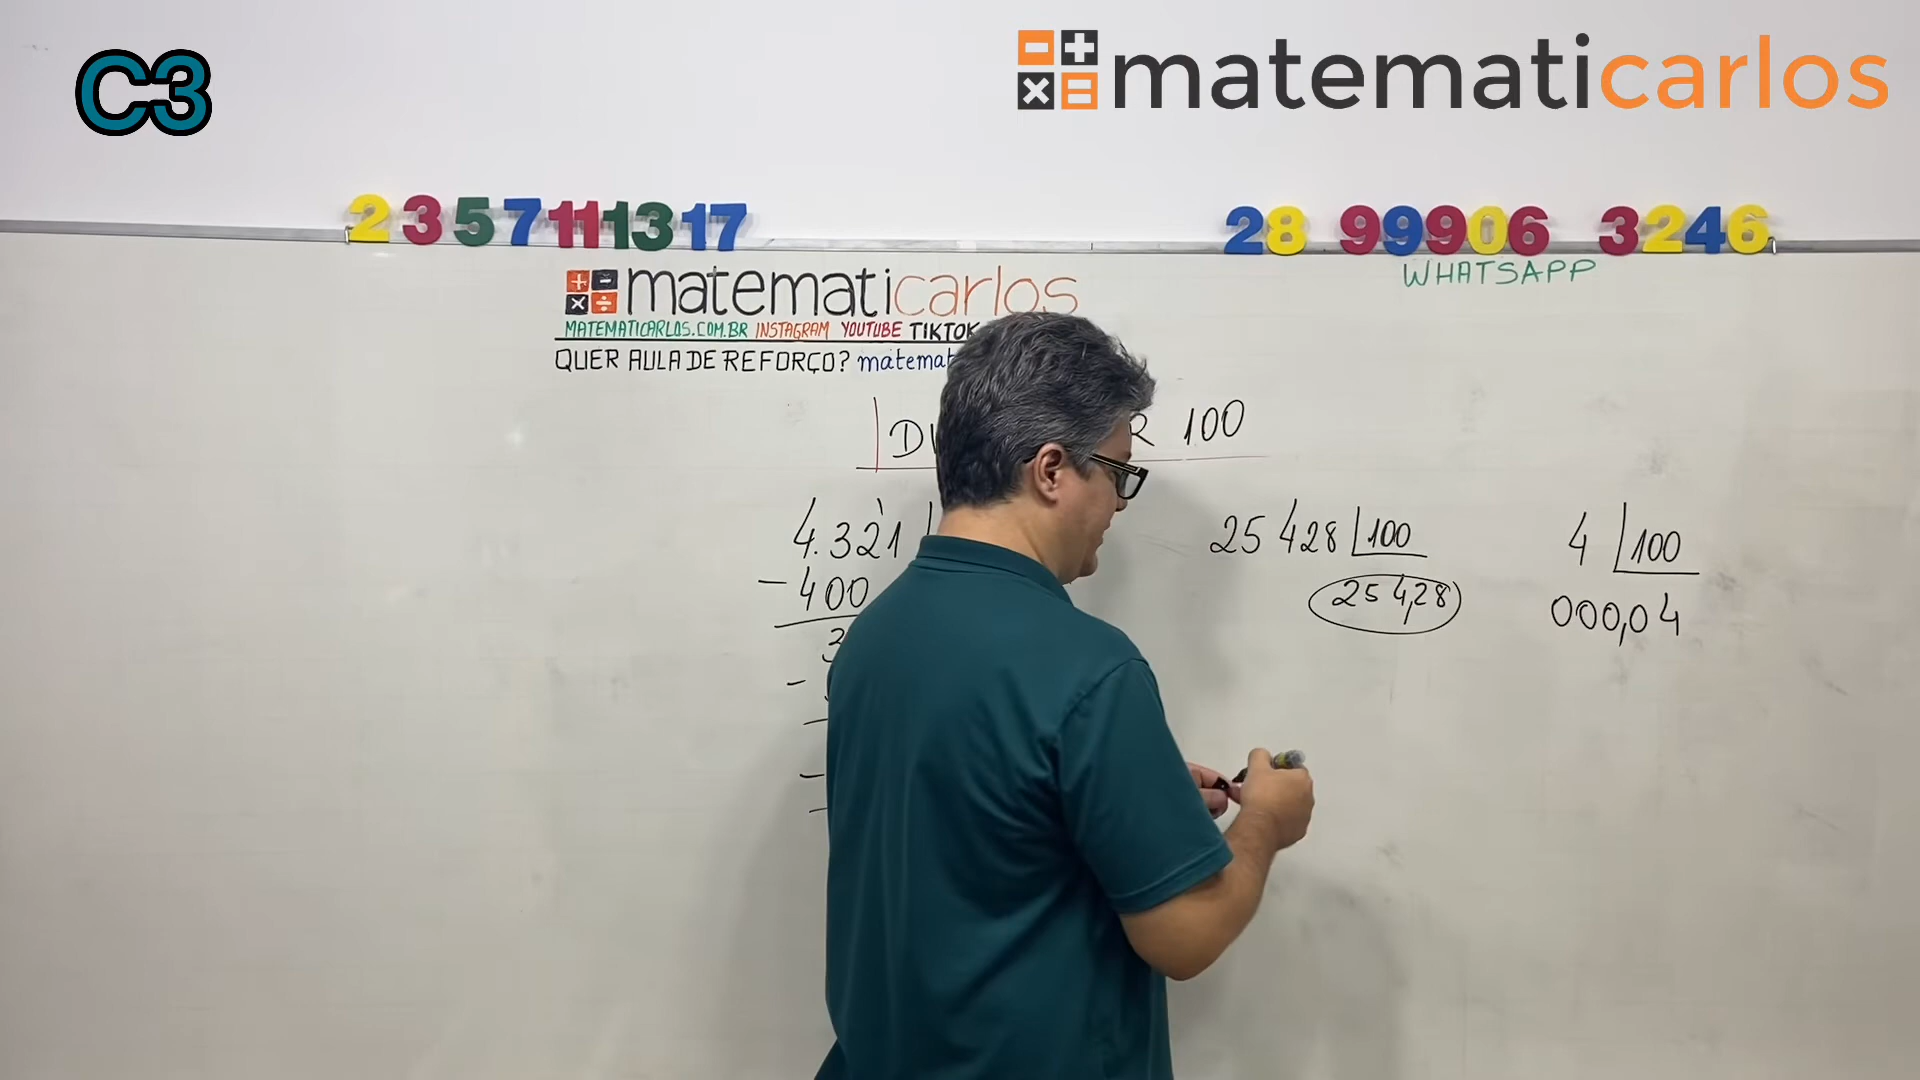 C3
matematicarlos
2 3 5 7 11 13 17
28 99906 3246
WHATSAPP
matematicarlos
MATEMATICARLOS.COM.BR INSTAGRAM YOUTUBE TIKTOK
QUER AULA DE REFORÇO?
100
4.321
- 400
25 428 100
25 4,28
4 100
000,04